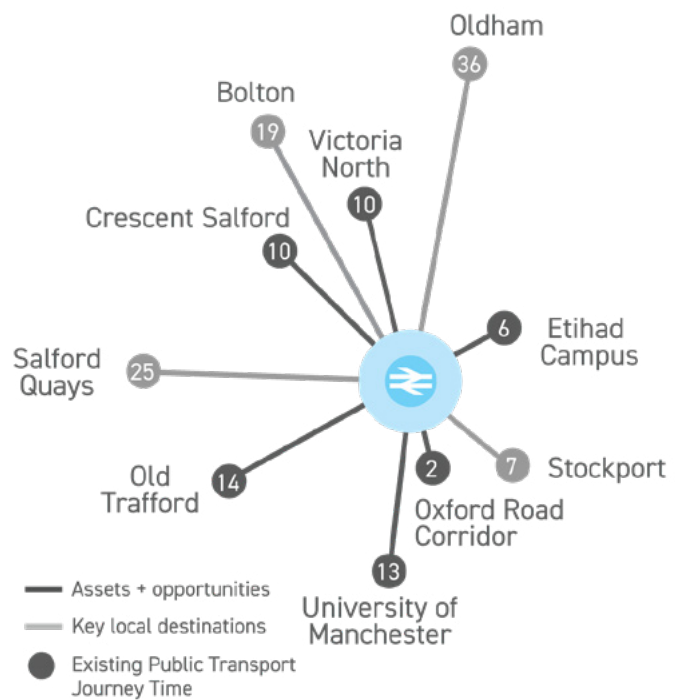 Oldham
36
Bolton
19
Victoria
North
10
Crescent Salford
10
6
Etihad
Campus
Salford
Quays
25
Old
Trafford
14
2
Oxford Road
Corridor
7
Stockport
13
University of
Manchester
Assets + opportunities
Key local destinations
Existing Public Transport
Journey Time